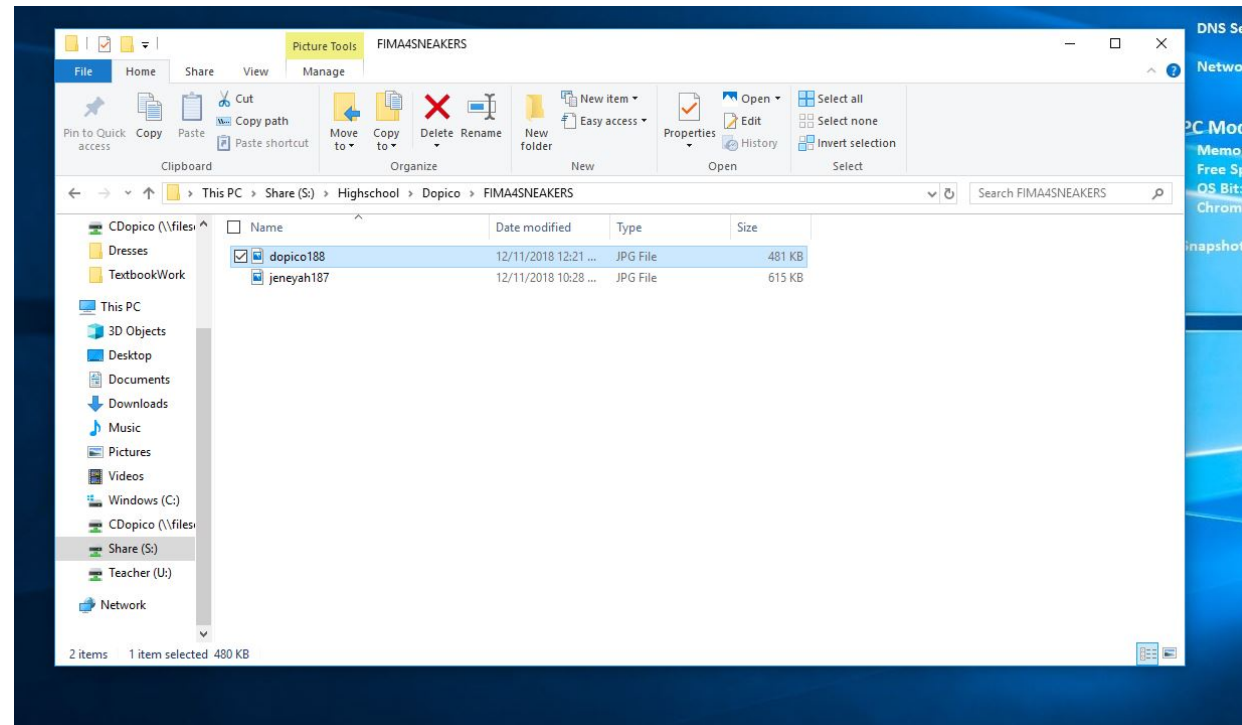 DNS Se
Picture Tools
FIMA4SNEAKERS
File Home Share View Manage
Netwo
Pin to Quick access
Copy
Paste
Cut
Copy path
Paste shortcut
Move to
Copy to
Delete
Rename
New folder
New item
Easy access
Properties
Open
Edit
History
Select all
Select none
Invert selection
Clipboard Organize New Open Select
PC Mod
Memo
Free Sp
OS Bit:
Chrom
napshot
This PC > Share (S:) > Highschool > Dopico > FIMA4SNEAKERS
Search FIMA4SNEAKERS
CDopico (\\files
Dresses
TextbookWork
This PC
3D Objects
Desktop
Documents
Downloads
Music
Pictures
Videos
Windows (C:)
CDopico (\\files
Share (S:)
Teacher (U:)
Network
Name Date modified Type Size
dopico188 12/11/2018 12:21 ... JPG File 481 KB
jeneyah187 12/11/2018 10:28 ... JPG File 615 KB
2 items 1 item selected 480 KB